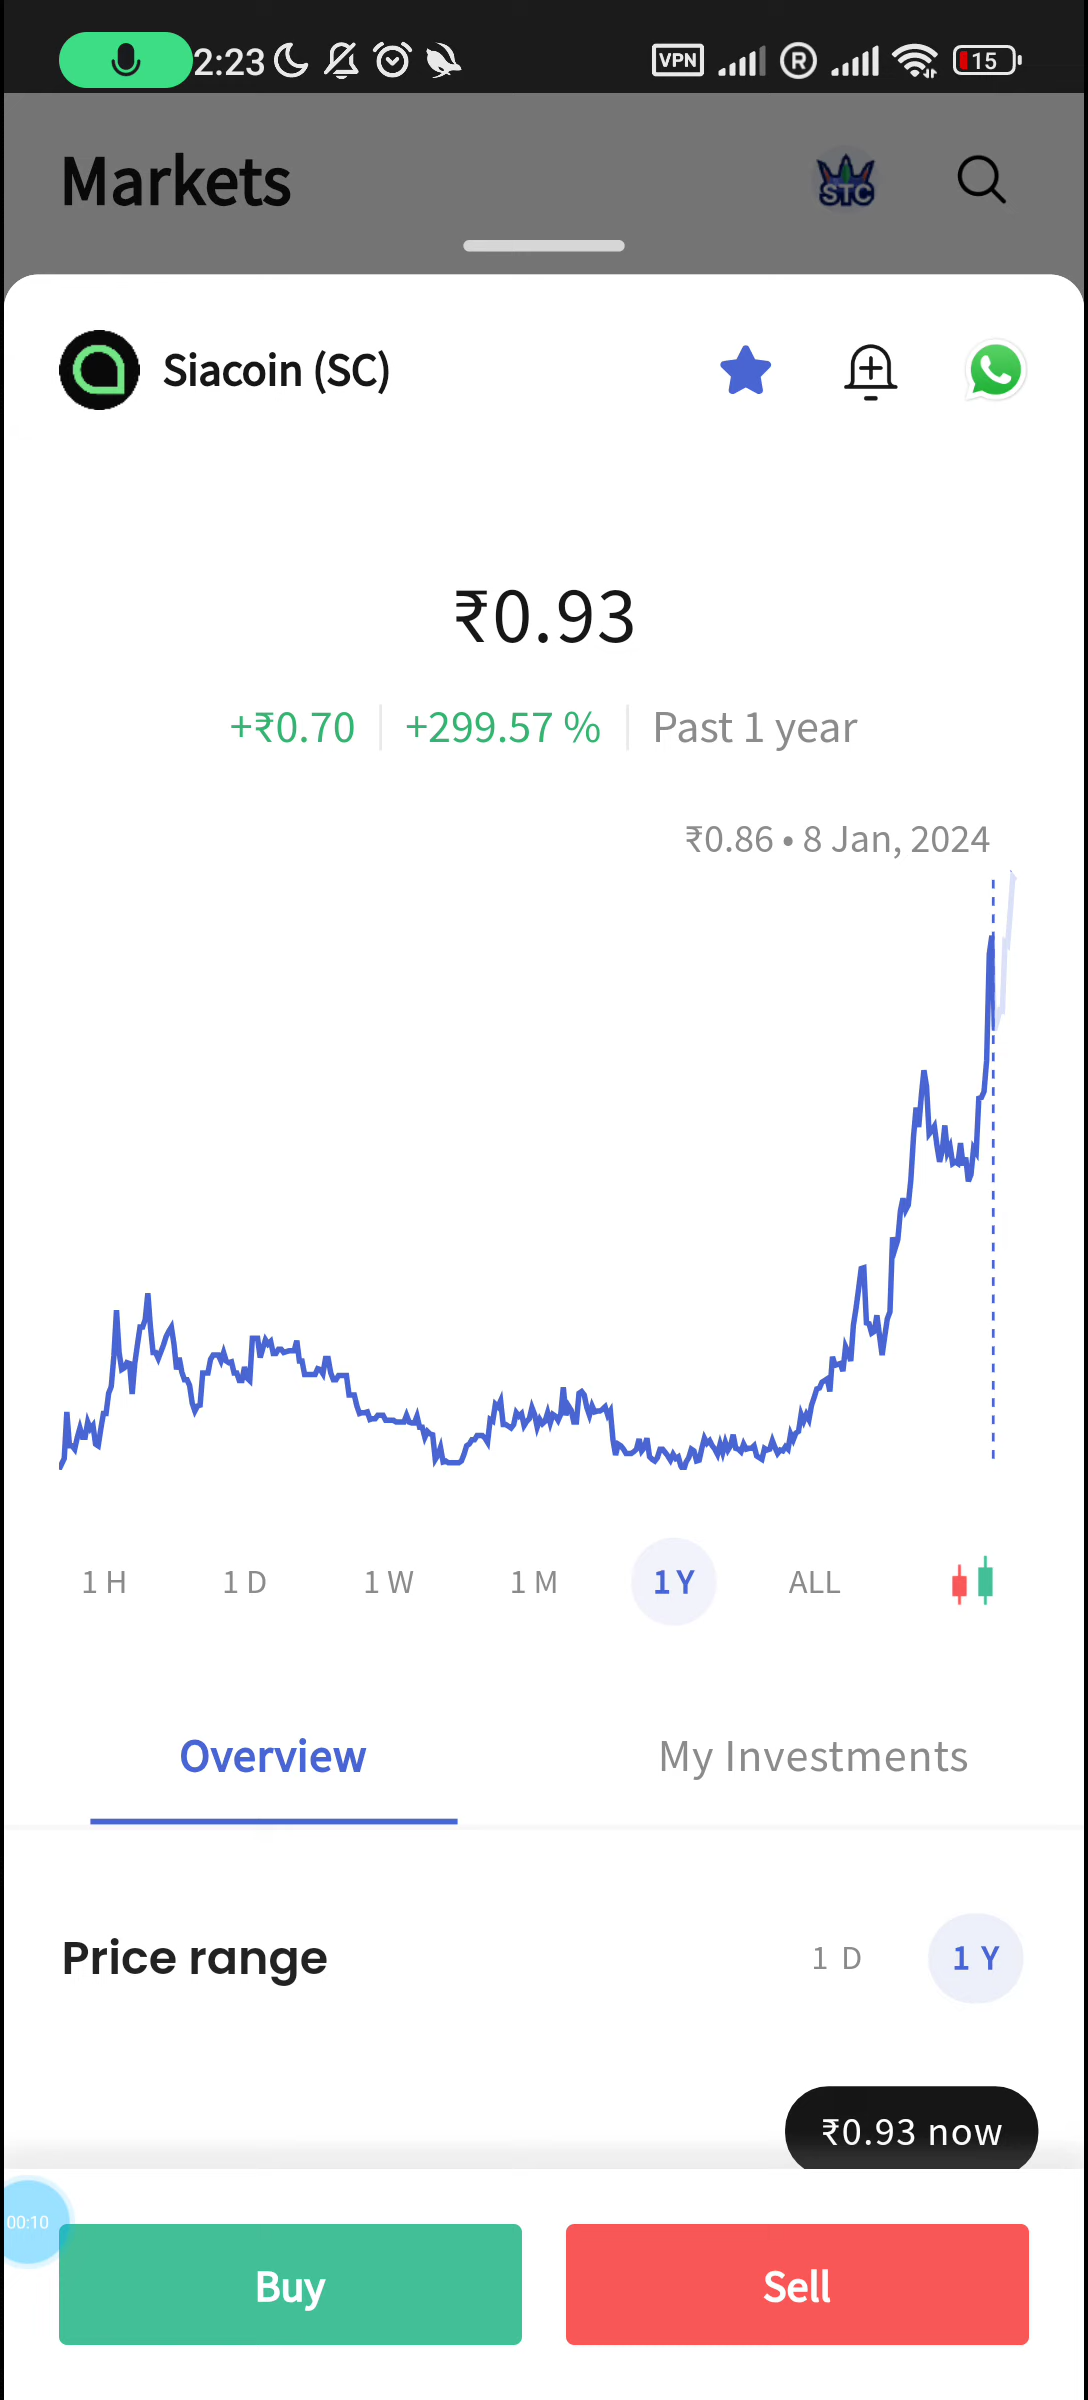 2:23 VPN R 15
Markets
STC
Siacoin (SC)
₹0.93
+₹0.70 +299.57 % Past 1 year
₹0.86 • 8 Jan, 2024
1 H 1 D 1 W 1 M 1 Y ALL
Overview My Investments
Price range 1 D 1 Y
₹0.93 now
00:10
Buy Sell